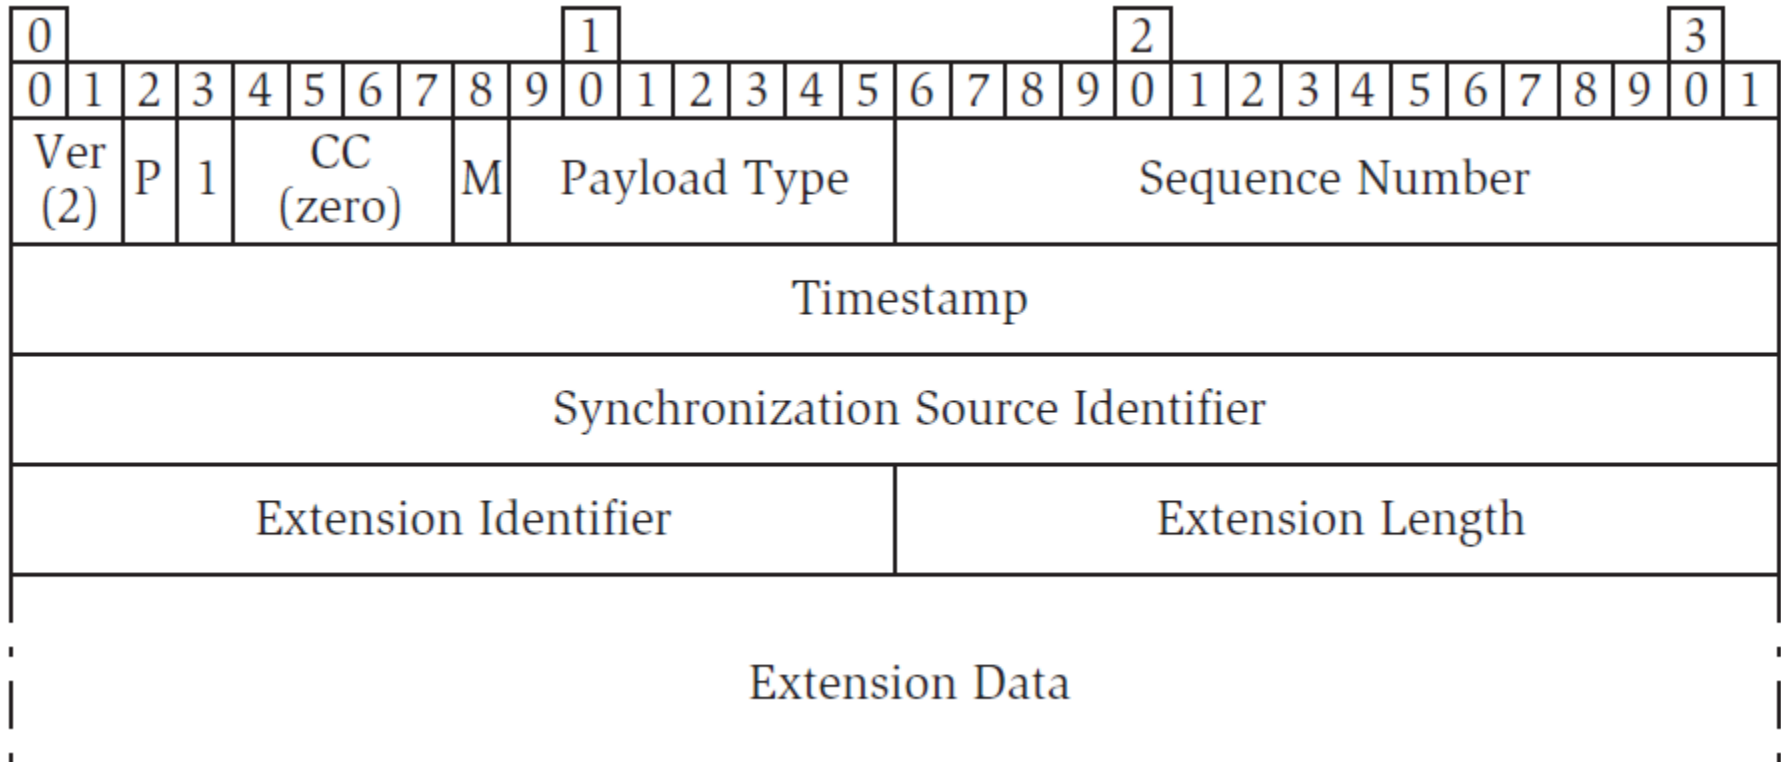 0 1 2 3
0 1 2 3 4 5 6 7 8 9 0 1 2 3 4 5 6 7 8 9 0 1 2 3 4 5 6 7 8 9 0 1
Ver (2) P 1 CC (zero) M Payload Type Sequence Number
Timestamp
Synchronization Source Identifier
Extension Identifier Extension Length
Extension Data